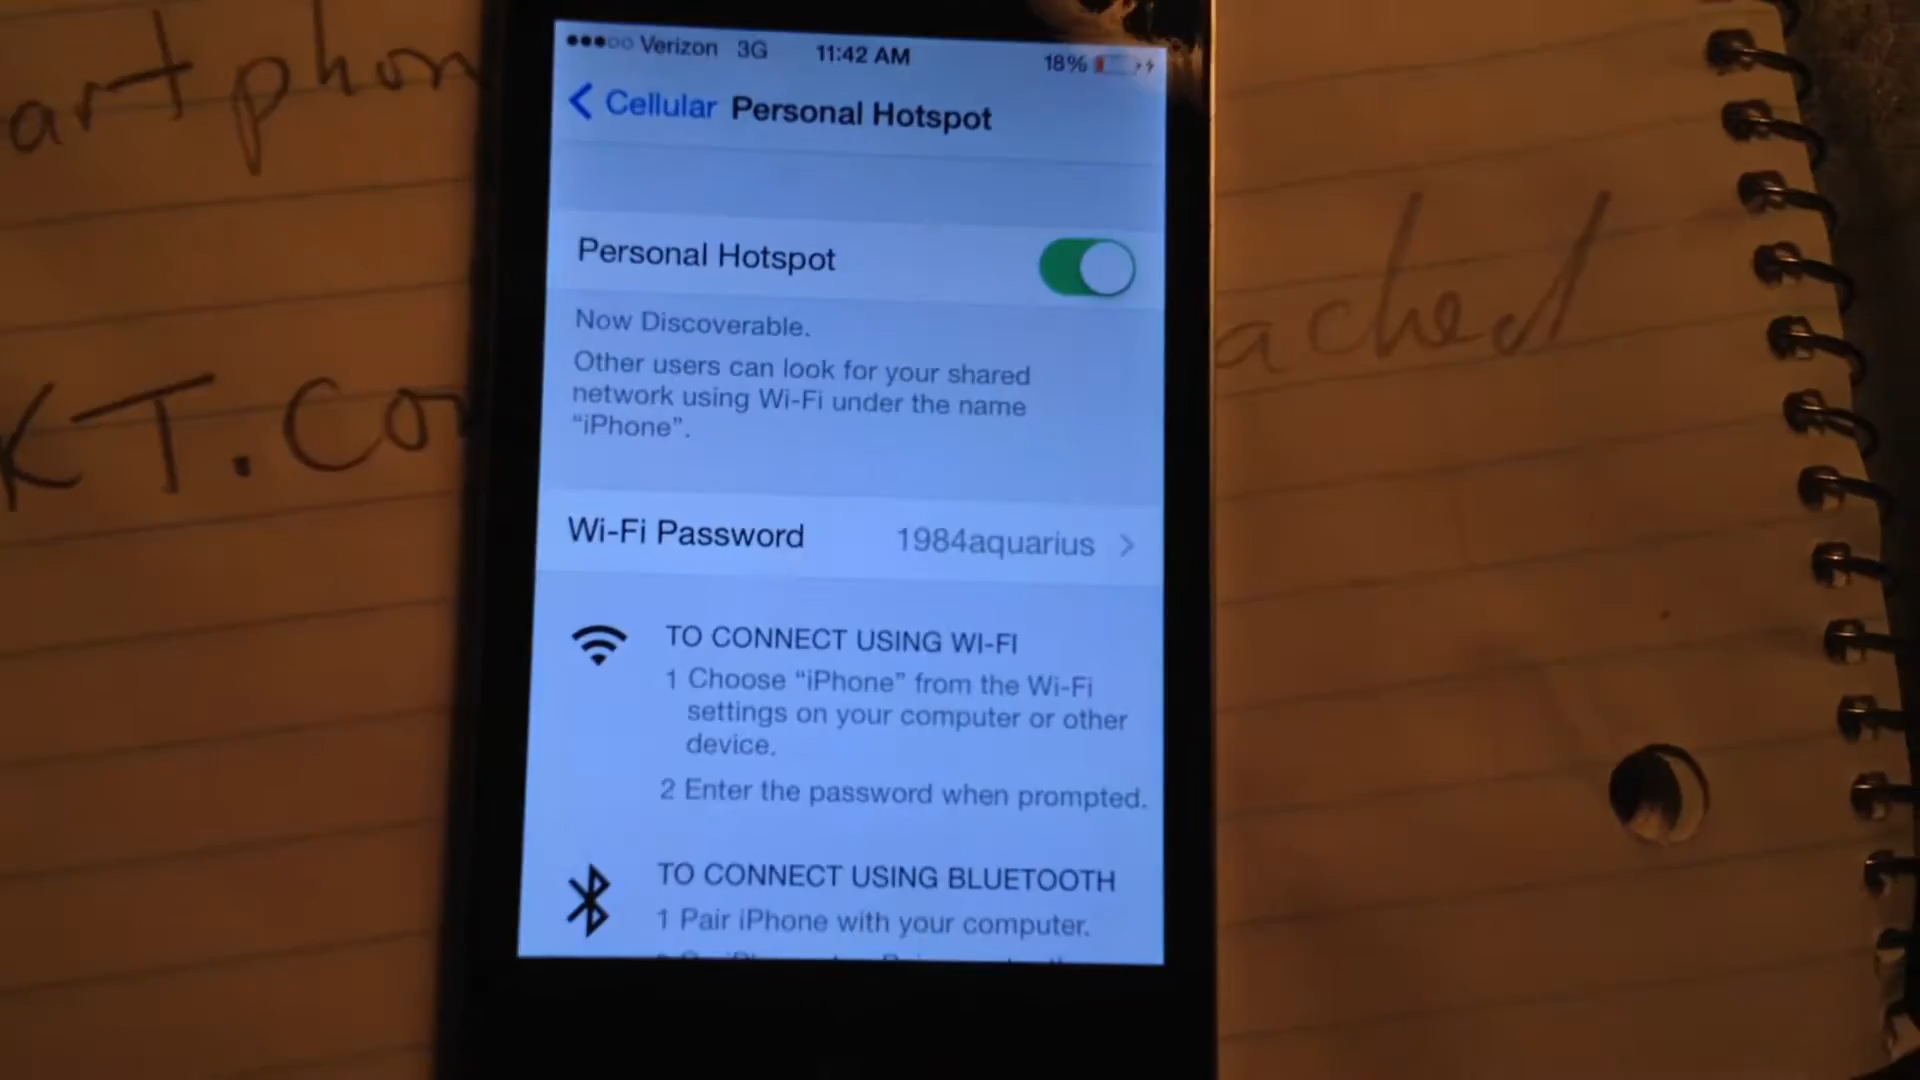 artphon
KT.Co
ached
Verizon 3G 11:42 AM 18%
Cellular Personal Hotspot
Personal Hotspot
Now Discoverable.
Other users can look for your shared
network using Wi-Fi under the name
“iPhone”.
Wi-Fi Password 1984aquarius
TO CONNECT USING WI-FI
1 Choose “iPhone” from the Wi-Fi
settings on your computer or other
device.
2 Enter the password when prompted.
TO CONNECT USING BLUETOOTH
1 Pair iPhone with your computer.